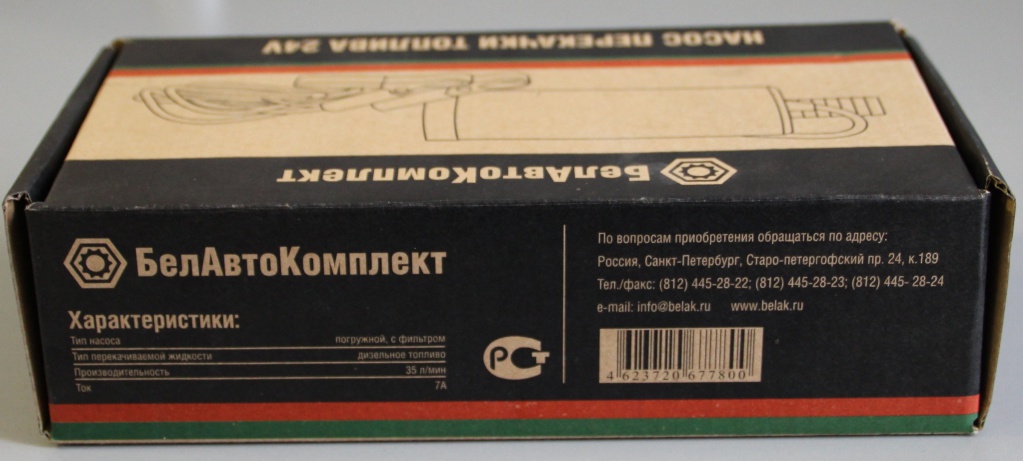 НАСОС ПЕРЕКАЧКИ ТОПЛИВА 24V
БелАвтоКомплект
БелАвтоКомплект
Характеристики:
Тип насоса погружной, с фильтром
Тип перекачиваемой жидкости дизельное топливо
Производительность 35 л/мин
Ток 7А
РСТ
По вопросам приобретения обращаться по адресу:
Россия, Санкт-Петербург, Старо-петергофский пр. 24, к.189
Тел./факс: (812) 445-28-22; (812) 445-28-23; (812) 445- 28-24
e-mail: info@belak.ru www.belak.ru
4 623720 677800